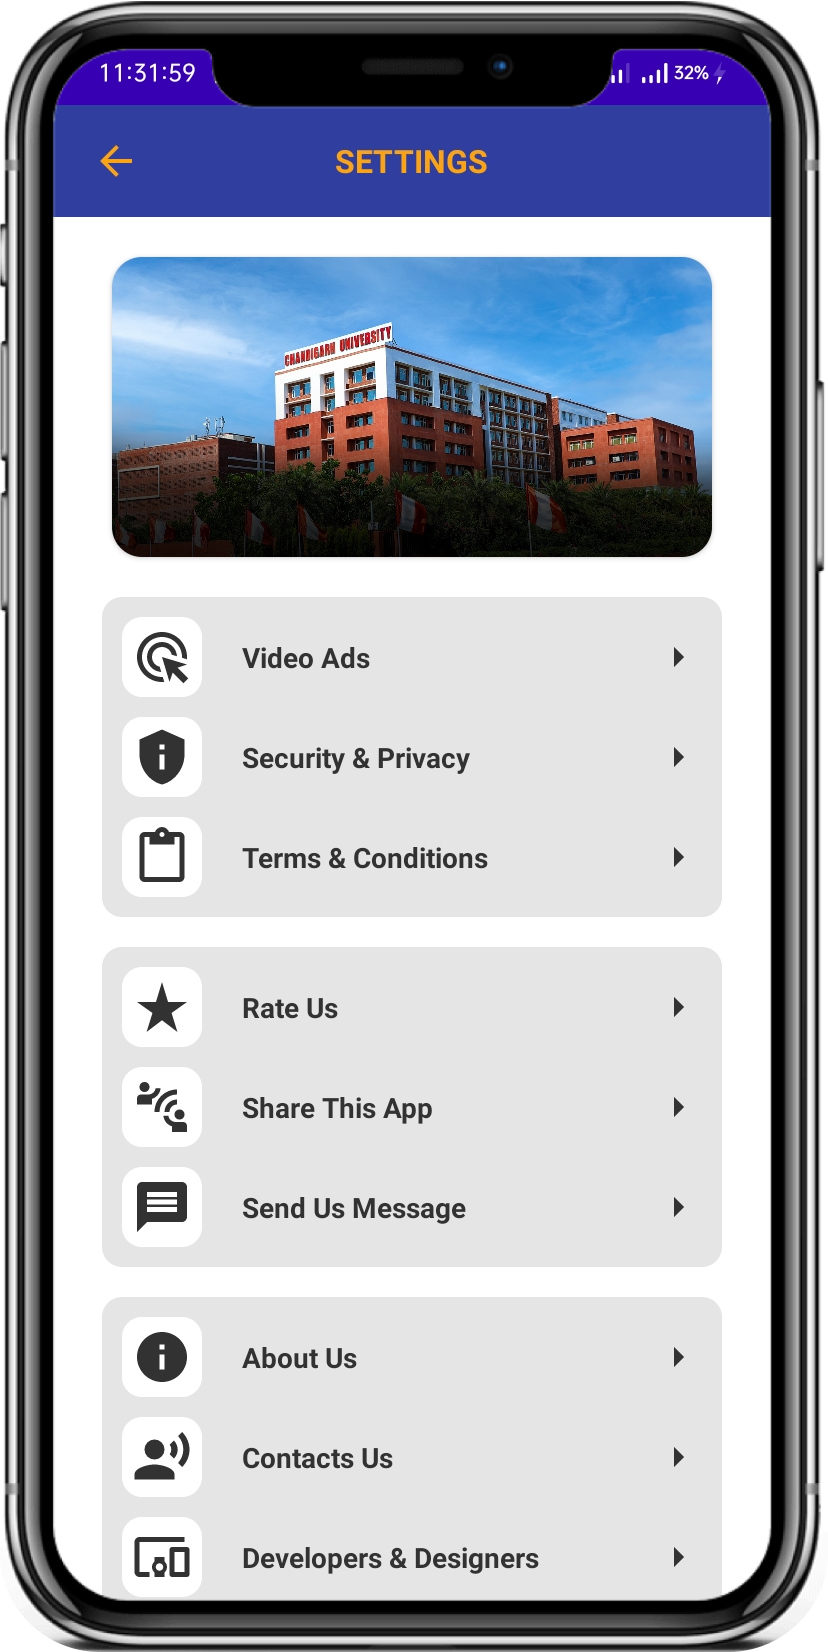 11:31:59
32%
SETTINGS
CHANDIGARH UNIVERSITY
Video Ads
Security & Privacy
Terms & Conditions
Rate Us
Share This App
Send Us Message
About Us
Contacts Us
Developers & Designers